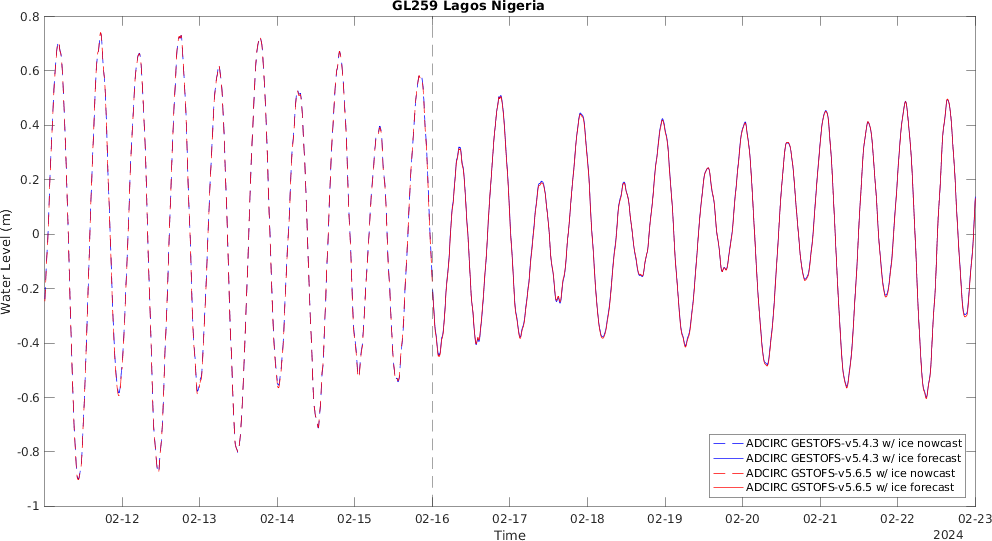 GL259 Lagos Nigeria
0.8
0.6
0.4
0.2
0
-0.2
-0.4
-0.6
-0.8
-1
Water Level (m)
ADCIRC GESTOFS-v5.4.3 w/ ice nowcast
ADCIRC GESTOFS-v5.4.3 w/ ice forecast
ADCIRC GSTOFS-v5.6.5 w/ ice nowcast
ADCIRC GSTOFS-v5.6.5 w/ ice forecast
02-12 02-13 02-14 02-15 02-16 02-17 02-18 02-19 02-20 02-21 02-22 02-23
Time
2024